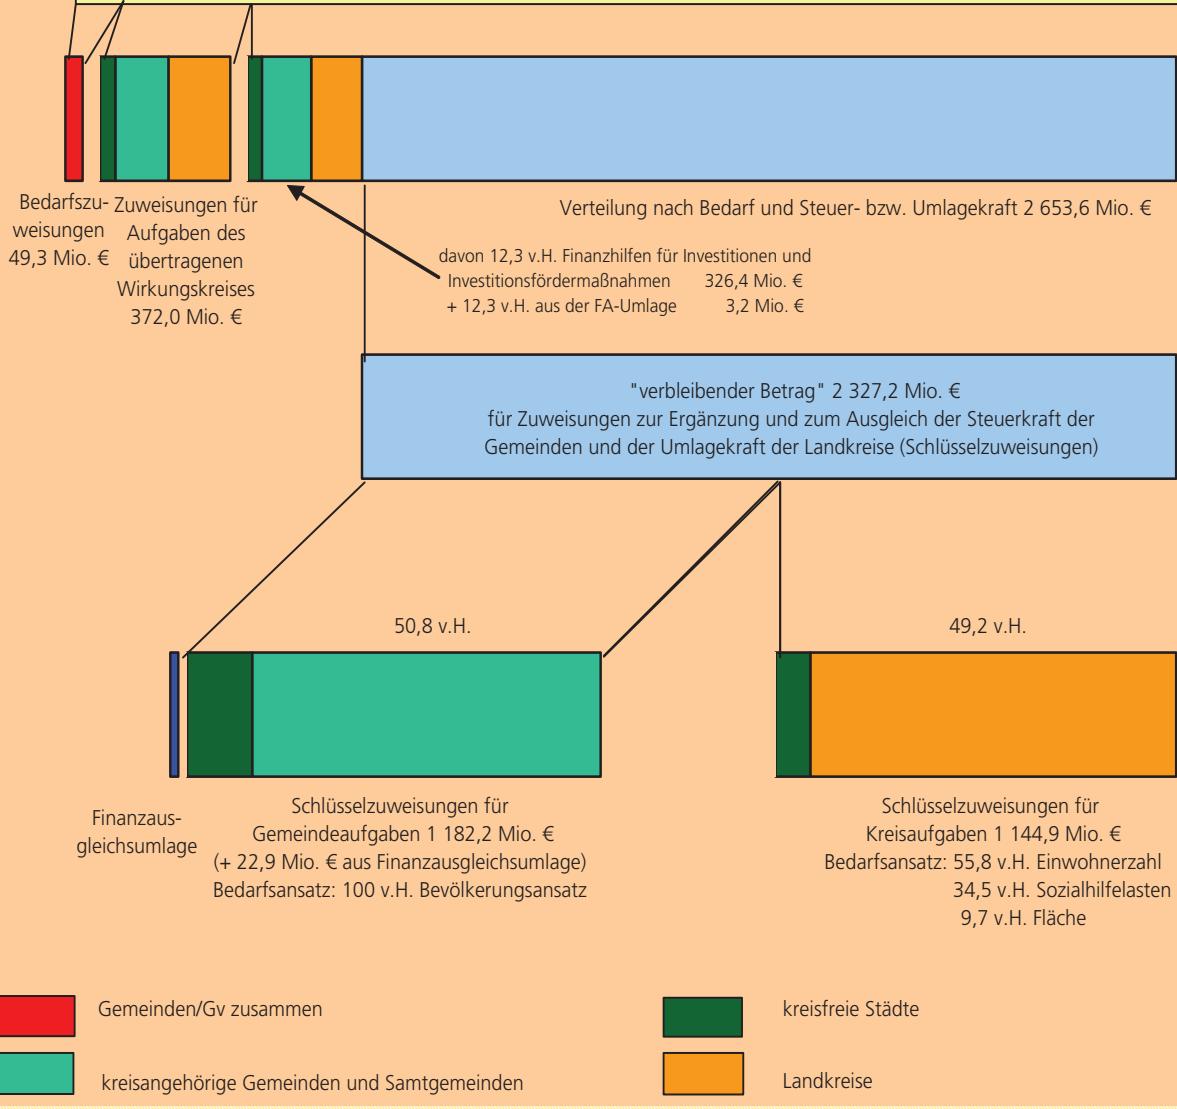 Bedarfszu-
weisungen
49,3 Mio. €
Zuweisungen für
Aufgaben des
übertragenen
Wirkungskreises
372,0 Mio. €
Verteilung nach Bedarf und Steuer- bzw. Umlagekraft 2 653,6 Mio. €
davon 12,3 v.H. Finanzhilfen für Investitionen und
Investitionsfördermaßnahmen 326,4 Mio. €
+ 12,3 v.H. aus der FA-Umlage 3,2 Mio. €
"verbleibender Betrag" 2 327,2 Mio. €
für Zuweisungen zur Ergänzung und zum Ausgleich der Steuerkraft der
Gemeinden und der Umlagekraft der Landkreise (Schlüsselzuweisungen)
50,8 v.H.
49,2 v.H.
Finanzaus-
gleichsumlage
Schlüsselzuweisungen für
Gemeindeaufgaben 1 182,2 Mio. €
(+ 22,9 Mio. € aus Finanzausgleichsumlage)
Bedarfsansatz: 100 v.H. Bevölkerungsansatz
Schlüsselzuweisungen für
Kreisaufgaben 1 144,9 Mio. €
Bedarfsansatz: 55,8 v.H. Einwohnerzahl
34,5 v.H. Sozialhilfelasten
9,7 v.H. Fläche
Gemeinden/Gv zusammen
kreisfreie Städte
kreisangehörige Gemeinden und Samtgemeinden
Landkreise